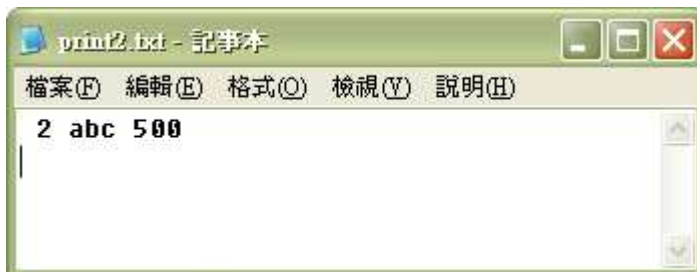 print2.txt - 記事本
檔案(F) 編輯(E) 格式(O) 檢視(V) 說明(H)
2 abc 500